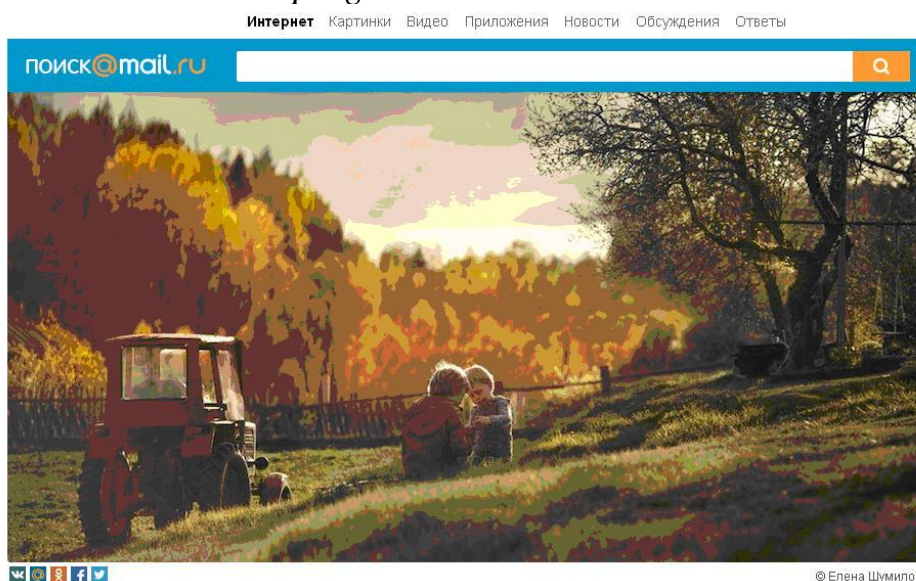 Интернет Картинки Видео Приложения Новости Обсуждения Ответы
поиск@mail.ru
© Елена Шумило